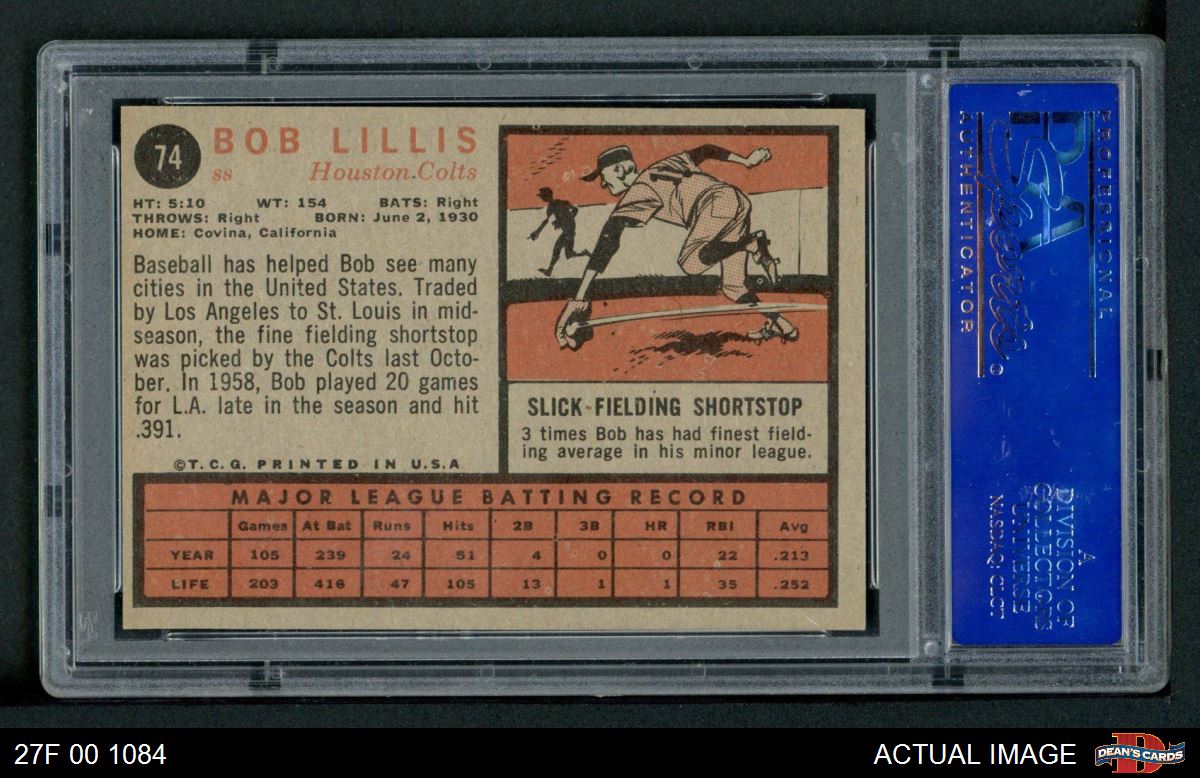 74
BOB LILLIS
ss Houston Colts
HT: 5:10 WT: 154 BATS: Right
THROWS: Right BORN: June 2, 1930
HOME: Covina, California
Baseball has helped Bob see many
cities in the United States. Traded
by Los Angeles to St. Louis in mid-
season, the fine fielding shortstop
was picked by the Colts last Octo-
ber. In 1958, Bob played 20 games
for L.A. late in the season and hit
.391.
©T.C.G. PRINTED IN U.S.A
SLICK-FIELDING SHORTSTOP
3 times Bob has had finest field-
ing average in his minor league.
MAJOR LEAGUE BATTING RECORD
Games At Bat Runs Hits 2B 3B HR RBI Avg
YEAR 105 239 24 51 4 0 0 22 .213
LIFE 203 416 47 105 13 1 1 35 .252
PROFESSIONAL
PSA
Sports
AUTHENTICATOR
A
DIVISION OF
COLLECTORS
UNIVERSE
NASDAQ: CLCT
27F 00 1084
ACTUAL IMAGE
D
DEAN'S CARDS